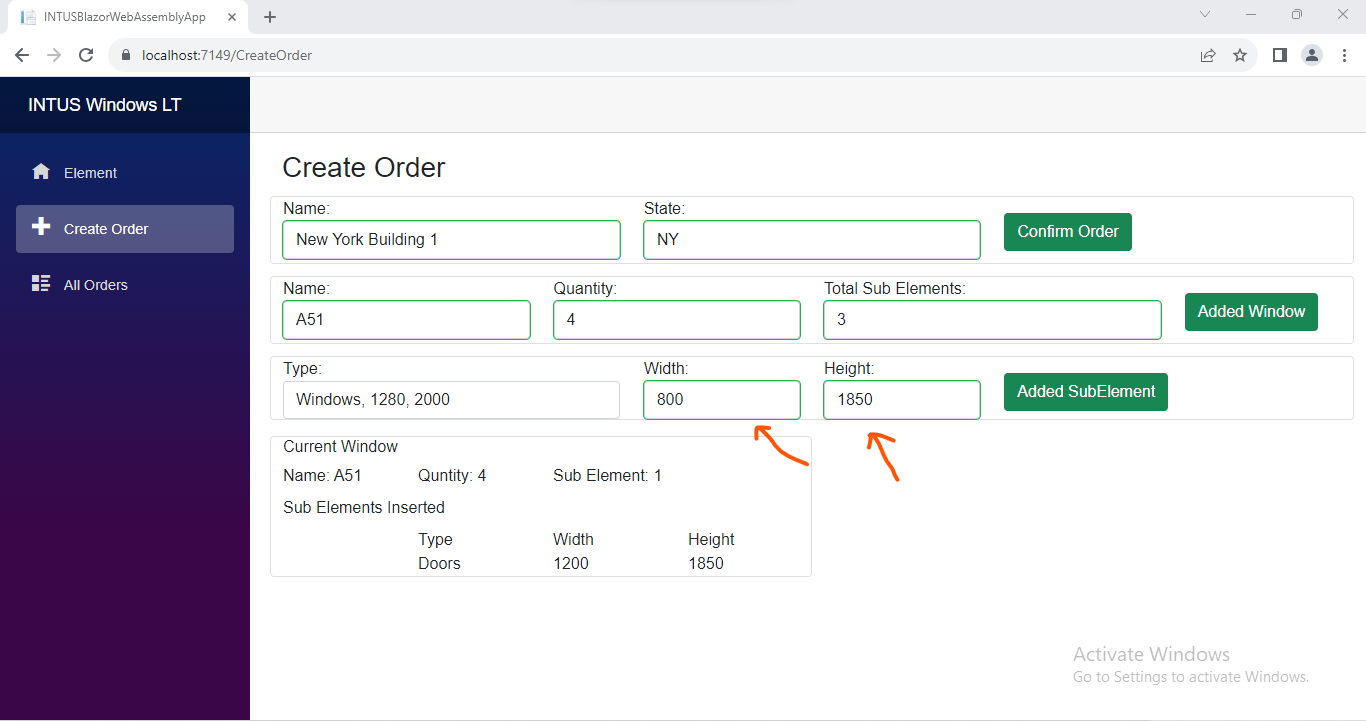 INTUSBlazorWebAssemblyApp
localhost:7149/CreateOrder
INTUS Windows LT
Element
Create Order
All Orders
Create Order
Name: State:
New York Building 1 NY Confirm Order
Name: Quantity: Total Sub Elements:
A51 4 3 Added Window
Type: Width: Height:
Windows, 1280, 2000 800 1850 Added SubElement
Current Window
Name: A51 Quntity: 4 Sub Element: 1
Sub Elements Inserted
Type Width Height
Doors 1200 1850
Activate Windows
Go to Settings to activate Windows.